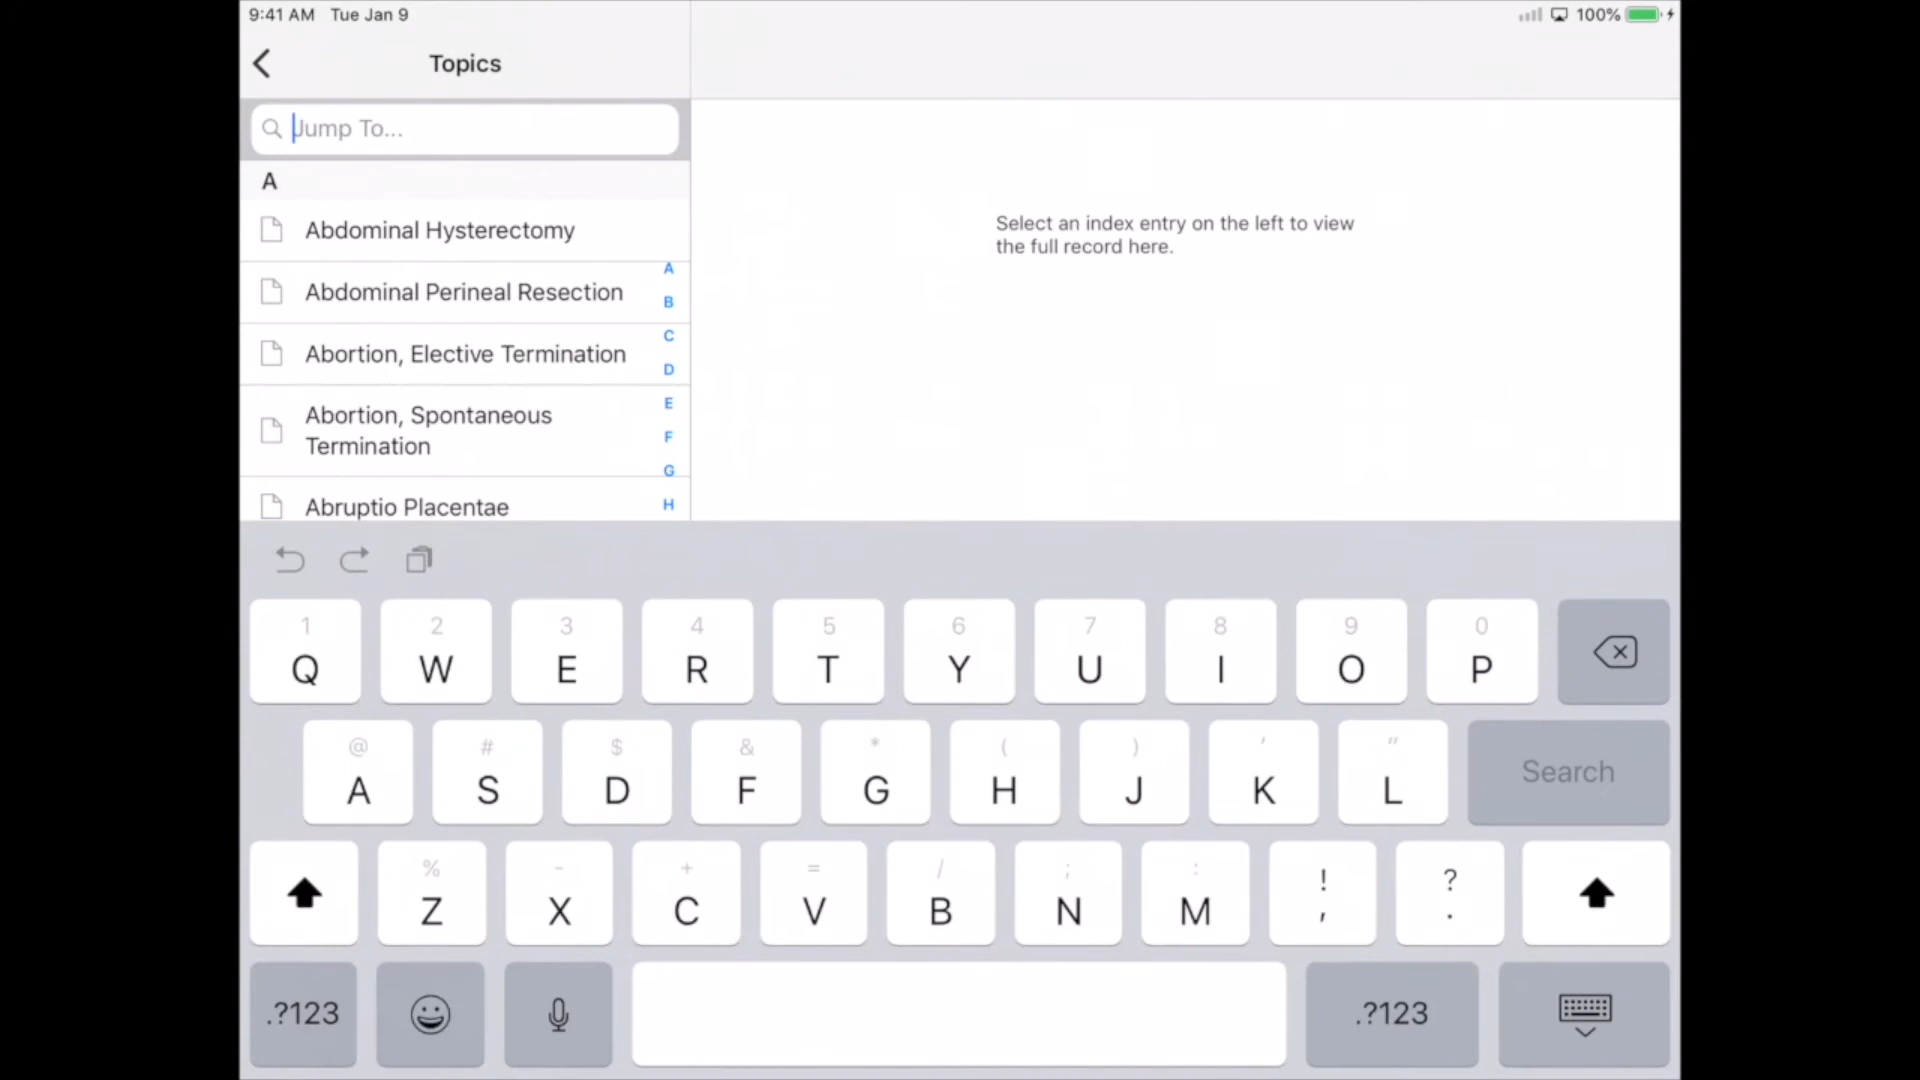 9:41 AM Tue Jan 9
100%
Topics
Jump To...
A
Abdominal Hysterectomy
Abdominal Perineal Resection
Abortion, Elective Termination
Abortion, Spontaneous
Termination
Abruptio Placentae
A
B
C
D
E
F
G
H
Select an index entry on the left to view
the full record here.
1 2 3 4 5 6 7 8 9 0
Q W E R T Y U I O P
@ # $ & * ( ) ' "
A S D F G H J K L Search
% - + = / ; : ! ?
Z X C V B N M , .
.?123 .?123